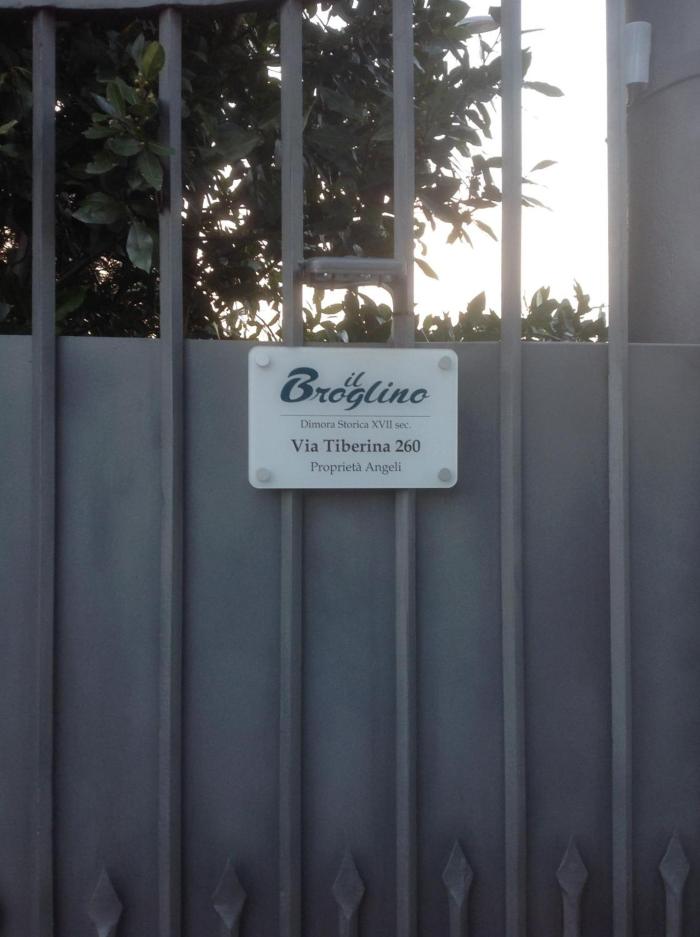 il
Broglino
Dimora Storica XVII sec.
Via Tiberina 260
Proprietà Angeli